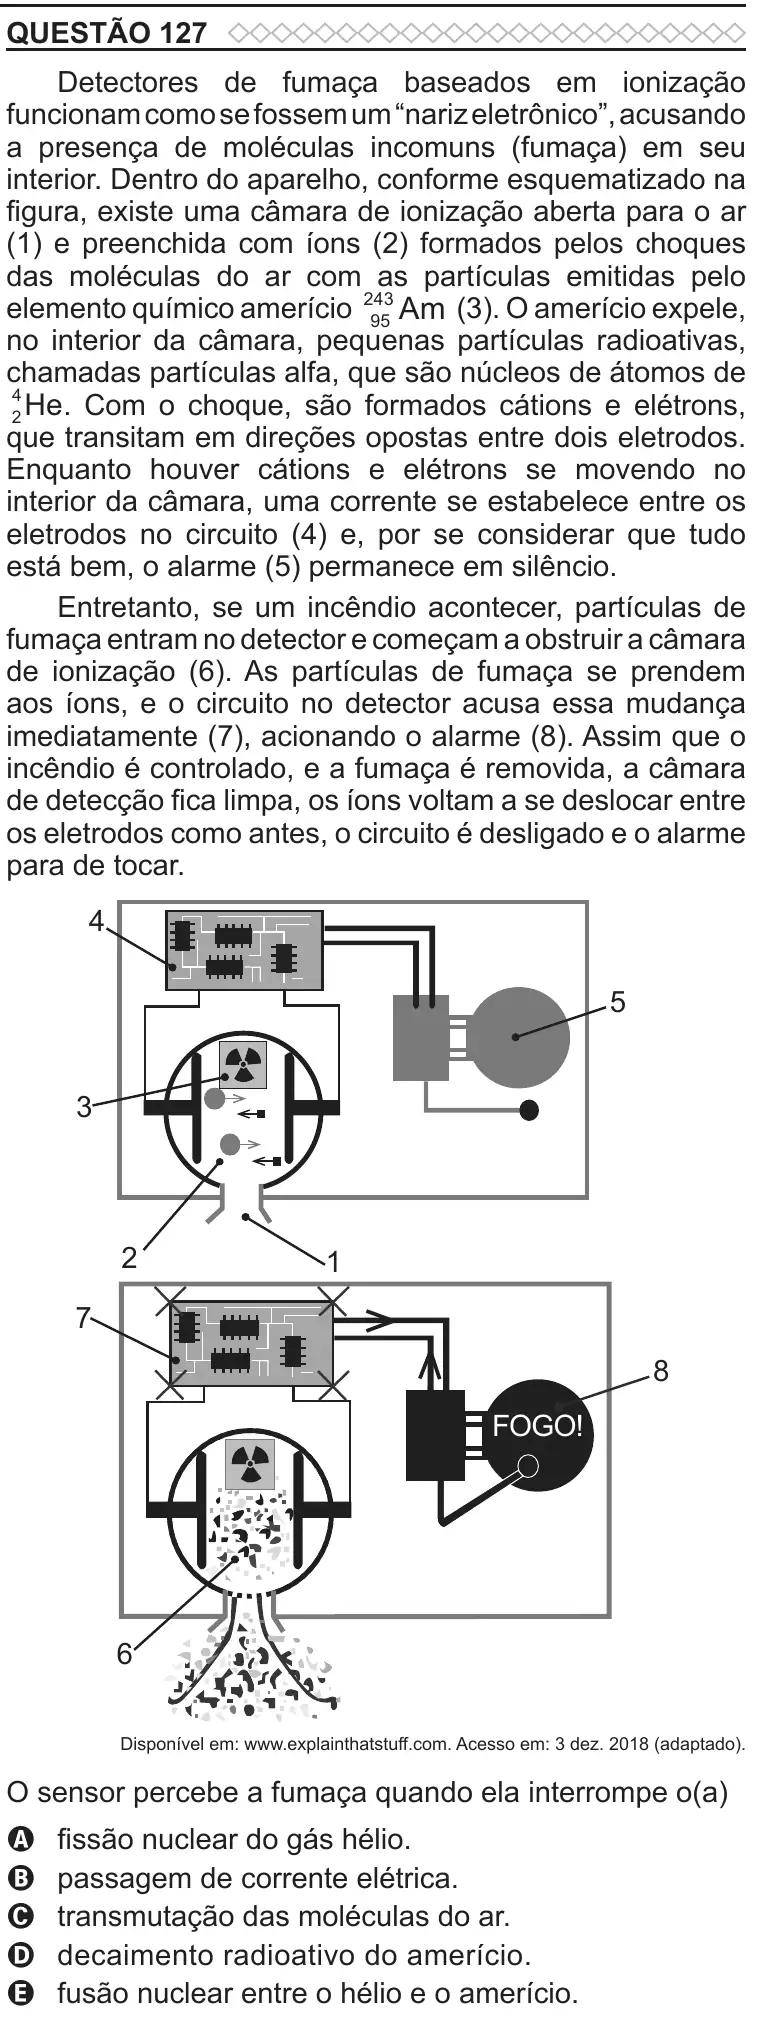 QUESTÃO 127
Detectores de fumaça baseados em ionização
funcionam como se fossem um “nariz eletrônico”, acusando
a presença de moléculas incomuns (fumaça) em seu
interior. Dentro do aparelho, conforme esquematizado na
figura, existe uma câmara de ionização aberta para o ar
(1) e preenchida com íons (2) formados pelos choques
das moléculas do ar com as partículas emitidas pelo
elemento químico amerício ²⁴³₉₅Am (3). O amerício expele,
no interior da câmara, pequenas partículas radioativas,
chamadas partículas alfa, que são núcleos de átomos de
⁴₂He. Com o choque, são formados cátions e elétrons,
que transitam em direções opostas entre dois eletrodos.
Enquanto houver cátions e elétrons se movendo no
interior da câmara, uma corrente se estabelece entre os
eletrodos no circuito (4) e, por se considerar que tudo
está bem, o alarme (5) permanece em silêncio.
Entretanto, se um incêndio acontecer, partículas de
fumaça entram no detector e começam a obstruir a câmara
de ionização (6). As partículas de fumaça se prendem
aos íons, e o circuito no detector acusa essa mudança
imediatamente (7), acionando o alarme (8). Assim que o
incêndio é controlado, e a fumaça é removida, a câmara
de detecção fica limpa, os íons voltam a se deslocar entre
os eletrodos como antes, o circuito é desligado e o alarme
para de tocar.
4
5
3
2
1
7
8
FOGO!
6
Disponível em: www.explainthatstuff.com. Acesso em: 3 dez. 2018 (adaptado).
O sensor percebe a fumaça quando ela interrompe o(a)
A fissão nuclear do gás hélio.
B passagem de corrente elétrica.
C transmutação das moléculas do ar.
D decaimento radioativo do amerício.
E fusão nuclear entre o hélio e o amerício.